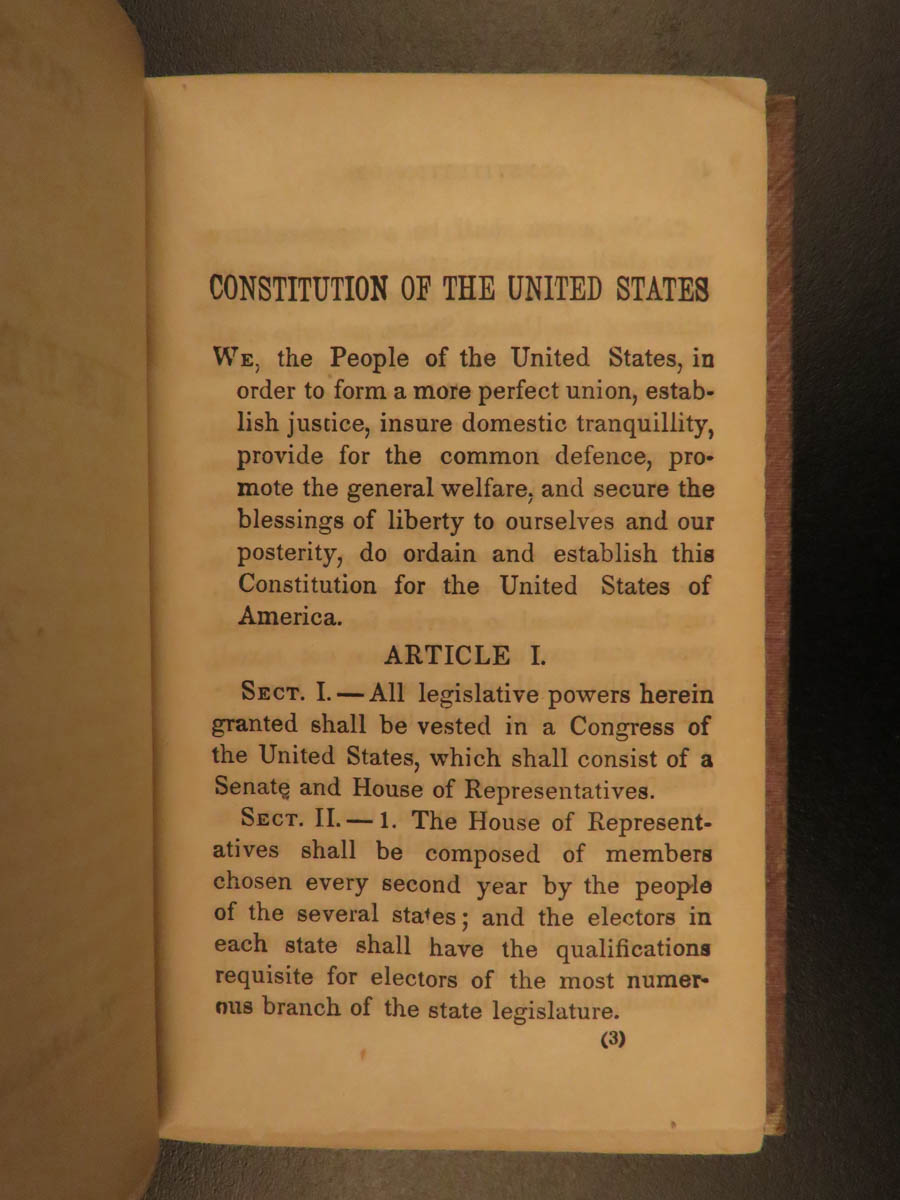 CONSTITUTION OF THE UNITED STATES
WE, the People of the United States, in
order to form a more perfect union, estab-
lish justice, insure domestic tranquillity,
provide for the common defence, pro-
mote the general welfare, and secure the
blessings of liberty to ourselves and our
posterity, do ordain and establish this
Constitution for the United States of
America.
ARTICLE I.
SECT. I. — All legislative powers herein
granted shall be vested in a Congress of
the United States, which shall consist of a
Senate and House of Representatives.
SECT. II. — 1. The House of Represent-
atives shall be composed of members
chosen every second year by the people
of the several states; and the electors in
each state shall have the qualifications
requisite for electors of the most numer-
ous branch of the state legislature.
(3)